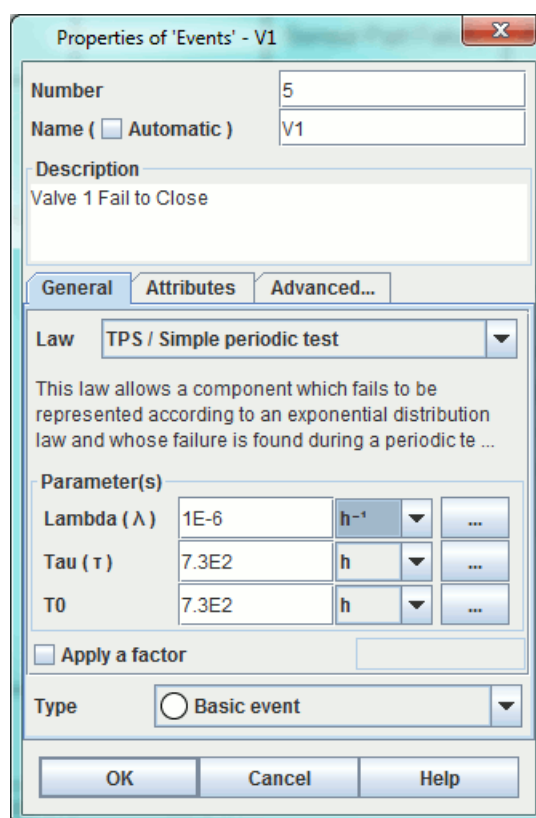 Properties of 'Events' - V1
Number 5
Name ( Automatic ) V1
Description
Valve 1 Fail to Close
General Attributes Advanced...
Law TPS / Simple periodic test
This law allows a component which fails to be
represented according to an exponential distribution
law and whose failure is found during a periodic te ...
Parameter(s)
Lambda ( λ ) 1E-6 h⁻¹ ...
Tau ( τ ) 7.3E2 h ...
T0 7.3E2 h ...
Apply a factor
Type Basic event
OK Cancel Help